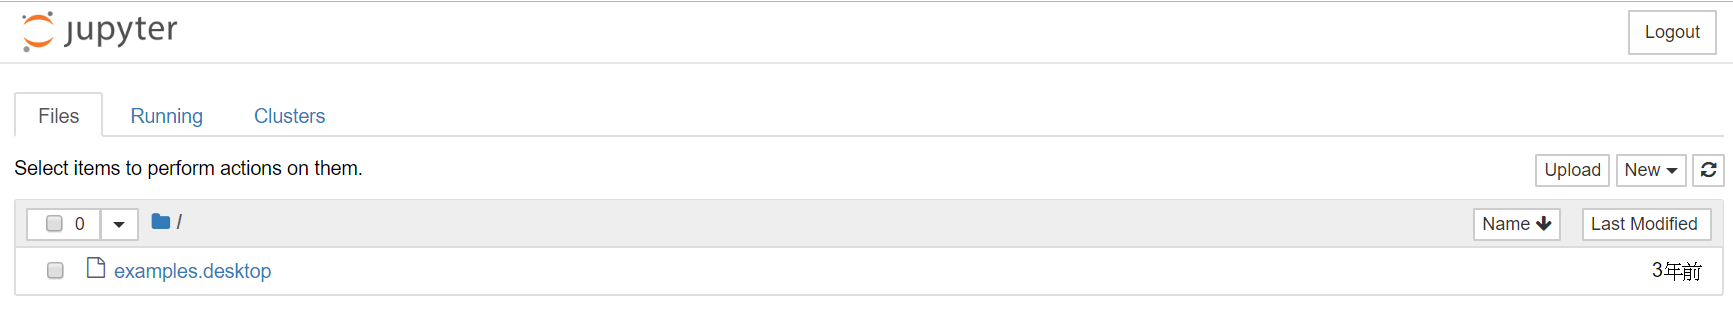 jupyter Logout
Files Running Clusters
Select items to perform actions on them. Upload New
0 / Name Last Modified
examples.desktop 3年前